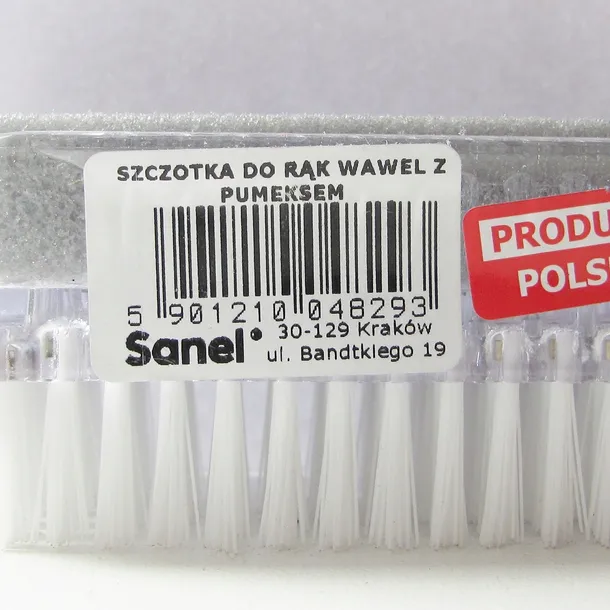 SZCZOTKA DO RĄK WAWEL Z
PUMEKSEM
5 901210 048293
Sanel
30-129 Kraków
ul. Bandtkiego 19
PRODU
POLS